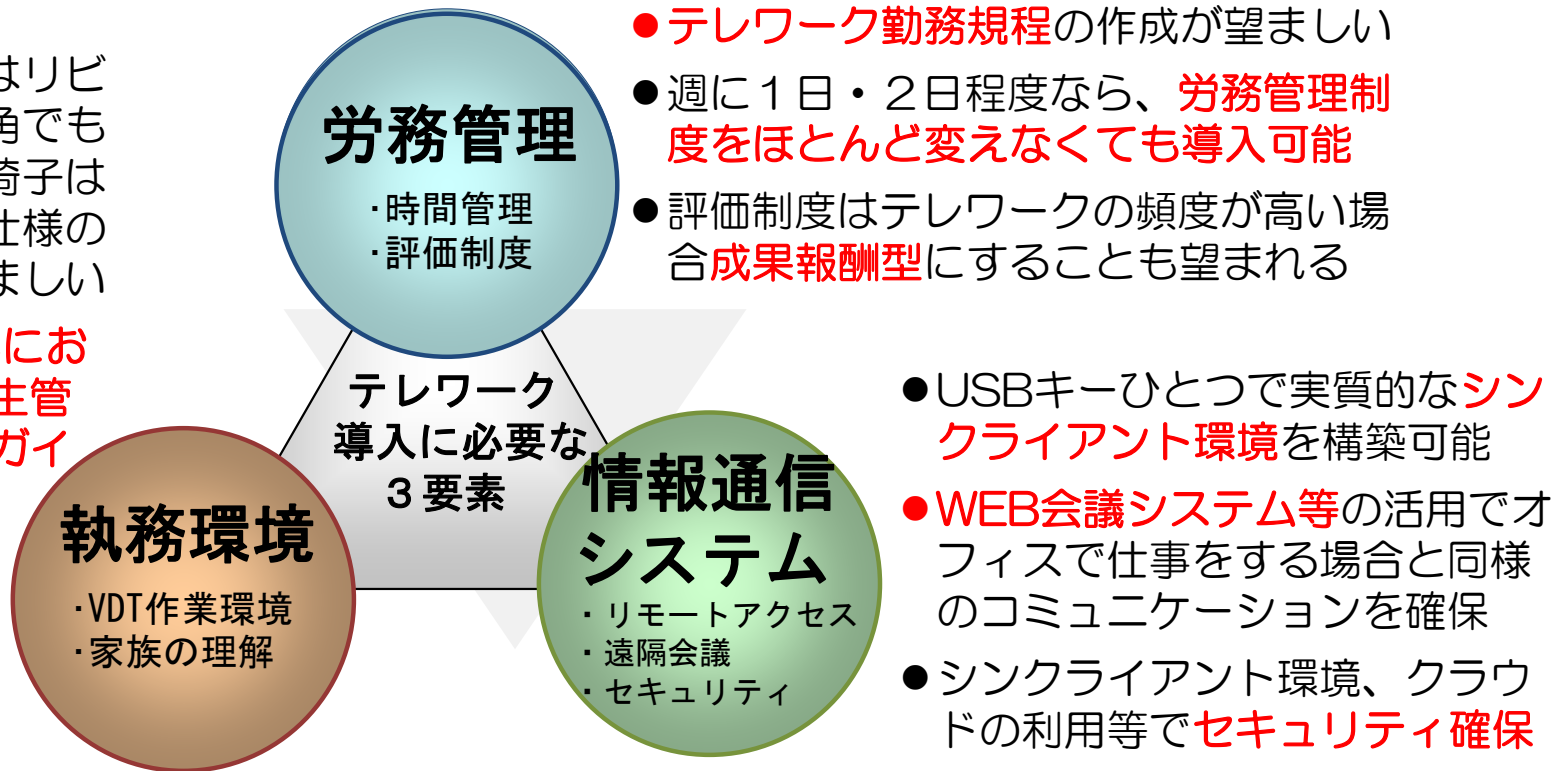 はリビ
角でも
椅子は
仕様の
ましい
にお
主管
ガイ
労務管理
・時間管理
・評価制度
●テレワーク勤務規程の作成が望ましい
●週に１日・２日程度なら、労務管理制
度をほとんど変えなくても導入可能
●評価制度はテレワークの頻度が高い場
合成果報酬型にすることも望まれる
テレワーク
導入に必要な
３要素
執務環境
・VDT作業環境
・家族の理解
情報通信
システム
・リモートアクセス
・遠隔会議
・セキュリティ
●USBキーひとつで実質的なシン
クライアント環境を構築可能
●WEB会議システム等の活用でオ
フィスで仕事をする場合と同様
のコミュニケーションを確保
●シンクライアント環境、クラウ
ドの利用等でセキュリティ確保